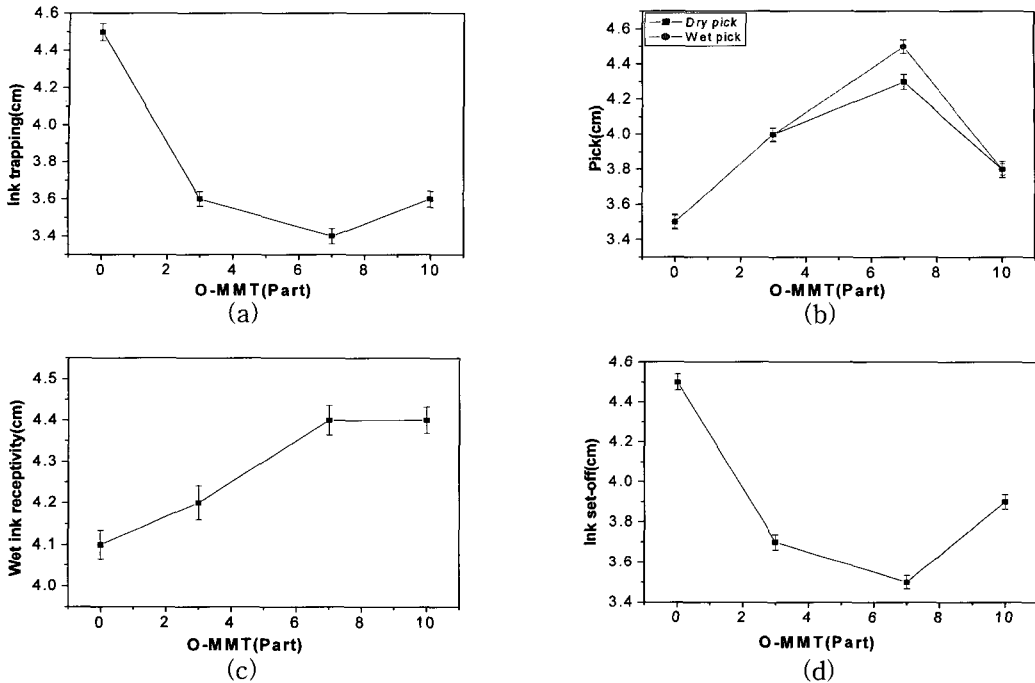 4.6
4.4
4.2
4.0
3.8
3.6
3.4
Ink trapping(cm)
0 2 4 6 8 10
O-MMT(Part)
(a)
Dry pick
Wet pick
4.6
4.4
4.2
4.0
3.8
3.6
3.4
Pick(cm)
0 2 4 6 8 10
O-MMT(Part)
(b)
4.5
4.4
4.3
4.2
4.1
4.0
Wet ink receptivity(cm)
0 2 4 6 8 10
O-MMT(Part)
(c)
4.6
4.4
4.2
4.0
3.8
3.6
3.4
Ink set-off(cm)
0 2 4 6 8 10
O-MMT(Part)
(d)